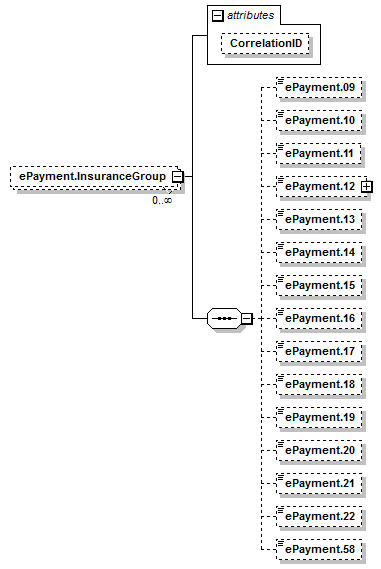 attributes
CorrelationID
ePayment.InsuranceGroup
0..∞
ePayment.09
ePayment.10
ePayment.11
ePayment.12
ePayment.13
ePayment.14
ePayment.15
ePayment.16
ePayment.17
ePayment.18
ePayment.19
ePayment.20
ePayment.21
ePayment.22
ePayment.58